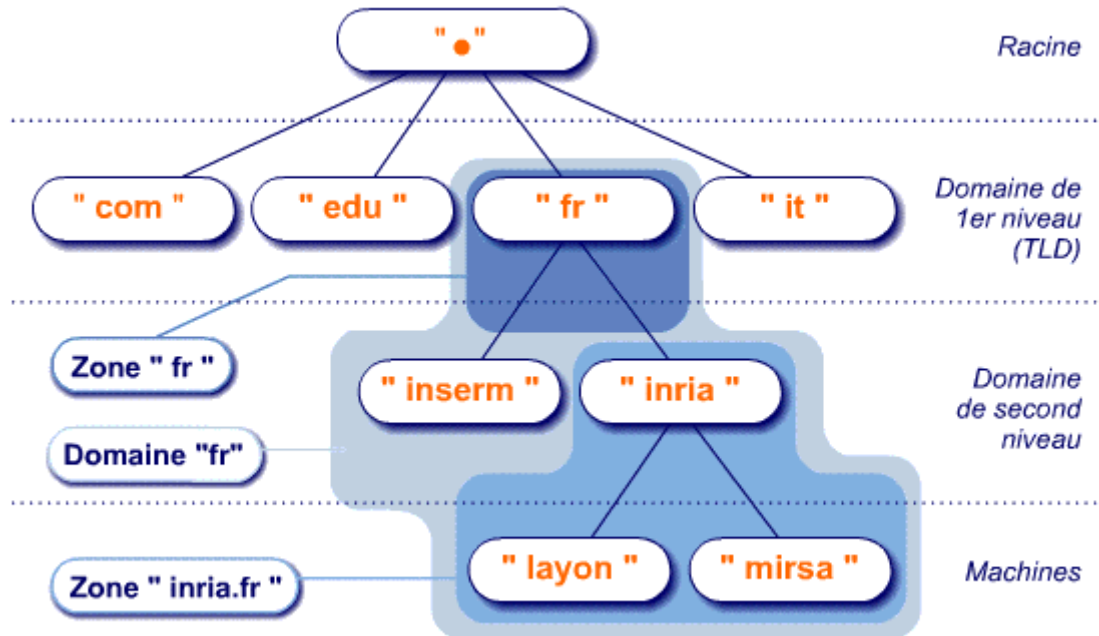 " • "
Racine
" com "
" edu "
" fr "
" it "
Domaine de
1er niveau
(TLD)
Zone " fr "
" inserm "
" inria "
Domaine
de second
niveau
Domaine "fr"
Zone " inria.fr "
" layon "
" mirsa "
Machines